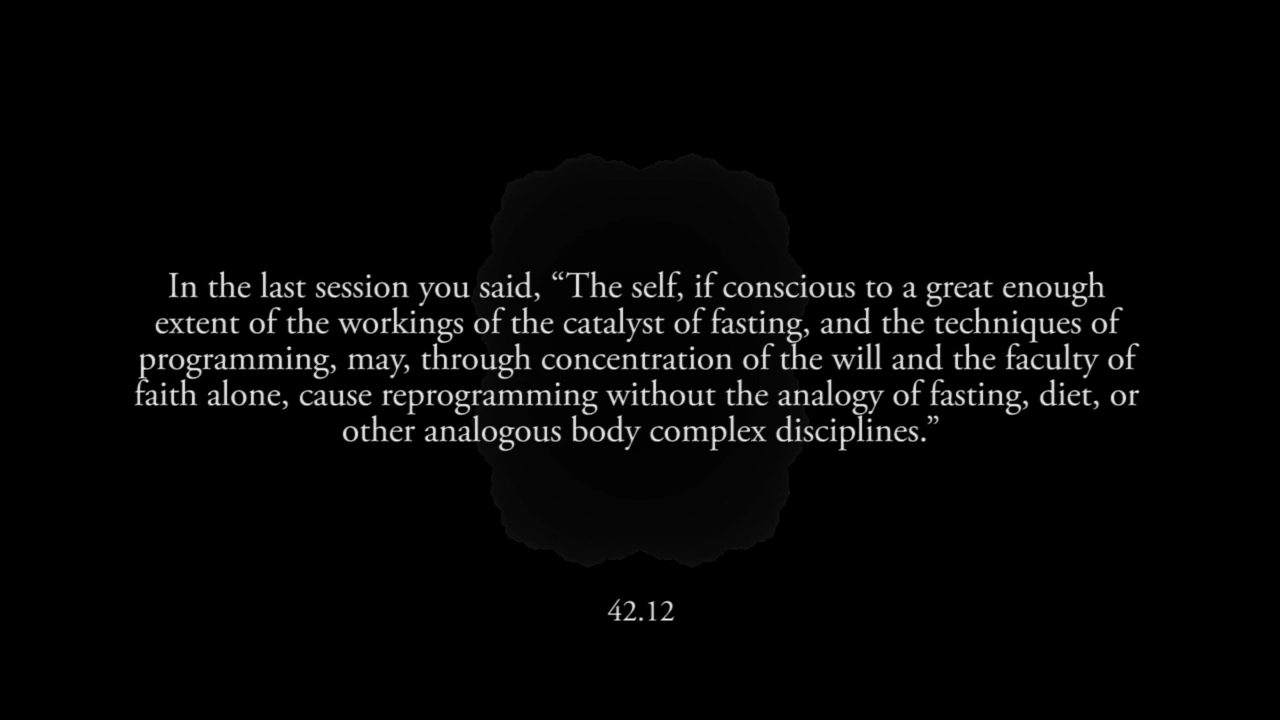 In the last session you said, “The self, if conscious to a great enough
extent of the workings of the catalyst of fasting, and the techniques of
programming, may, through concentration of the will and the faculty of
faith alone, cause reprogramming without the analogy of fasting, diet, or
other analogous body complex disciplines.”
42.12